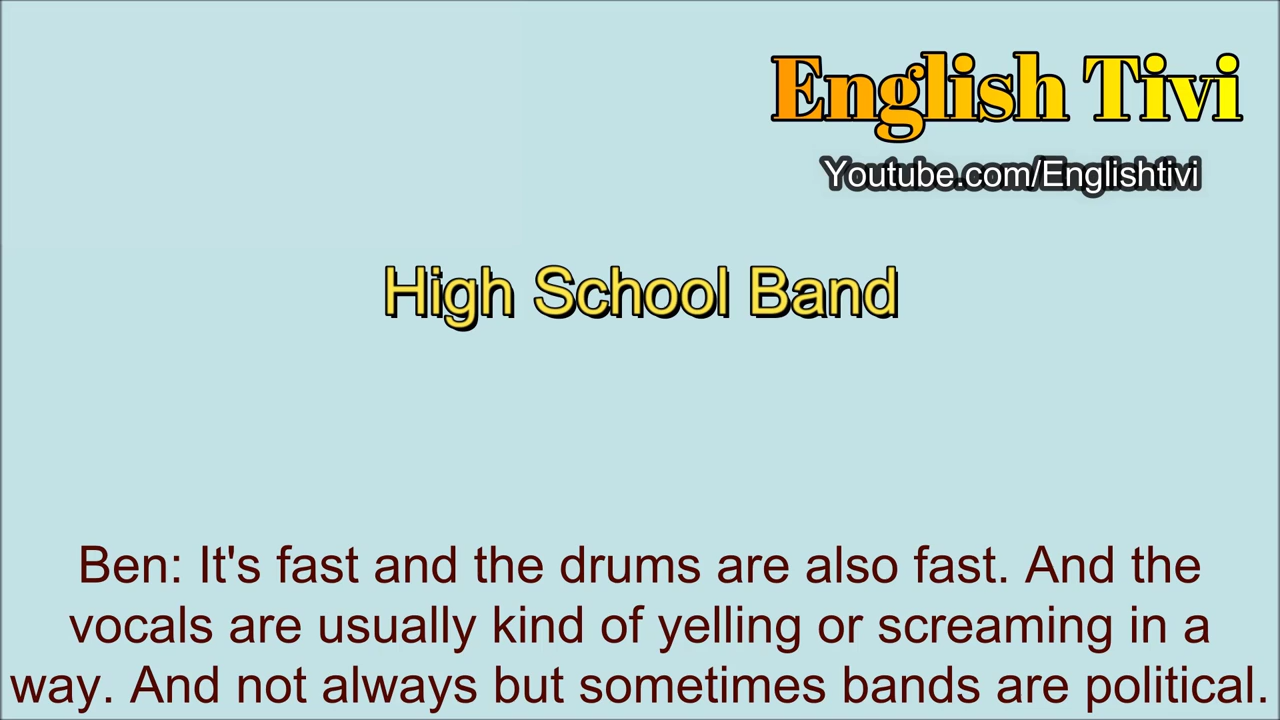 English Tivi
Youtube.com/Englishtivi
High School Band
Ben: It's fast and the drums are also fast. And the
vocals are usually kind of yelling or screaming in a
way. And not always but sometimes bands are political.